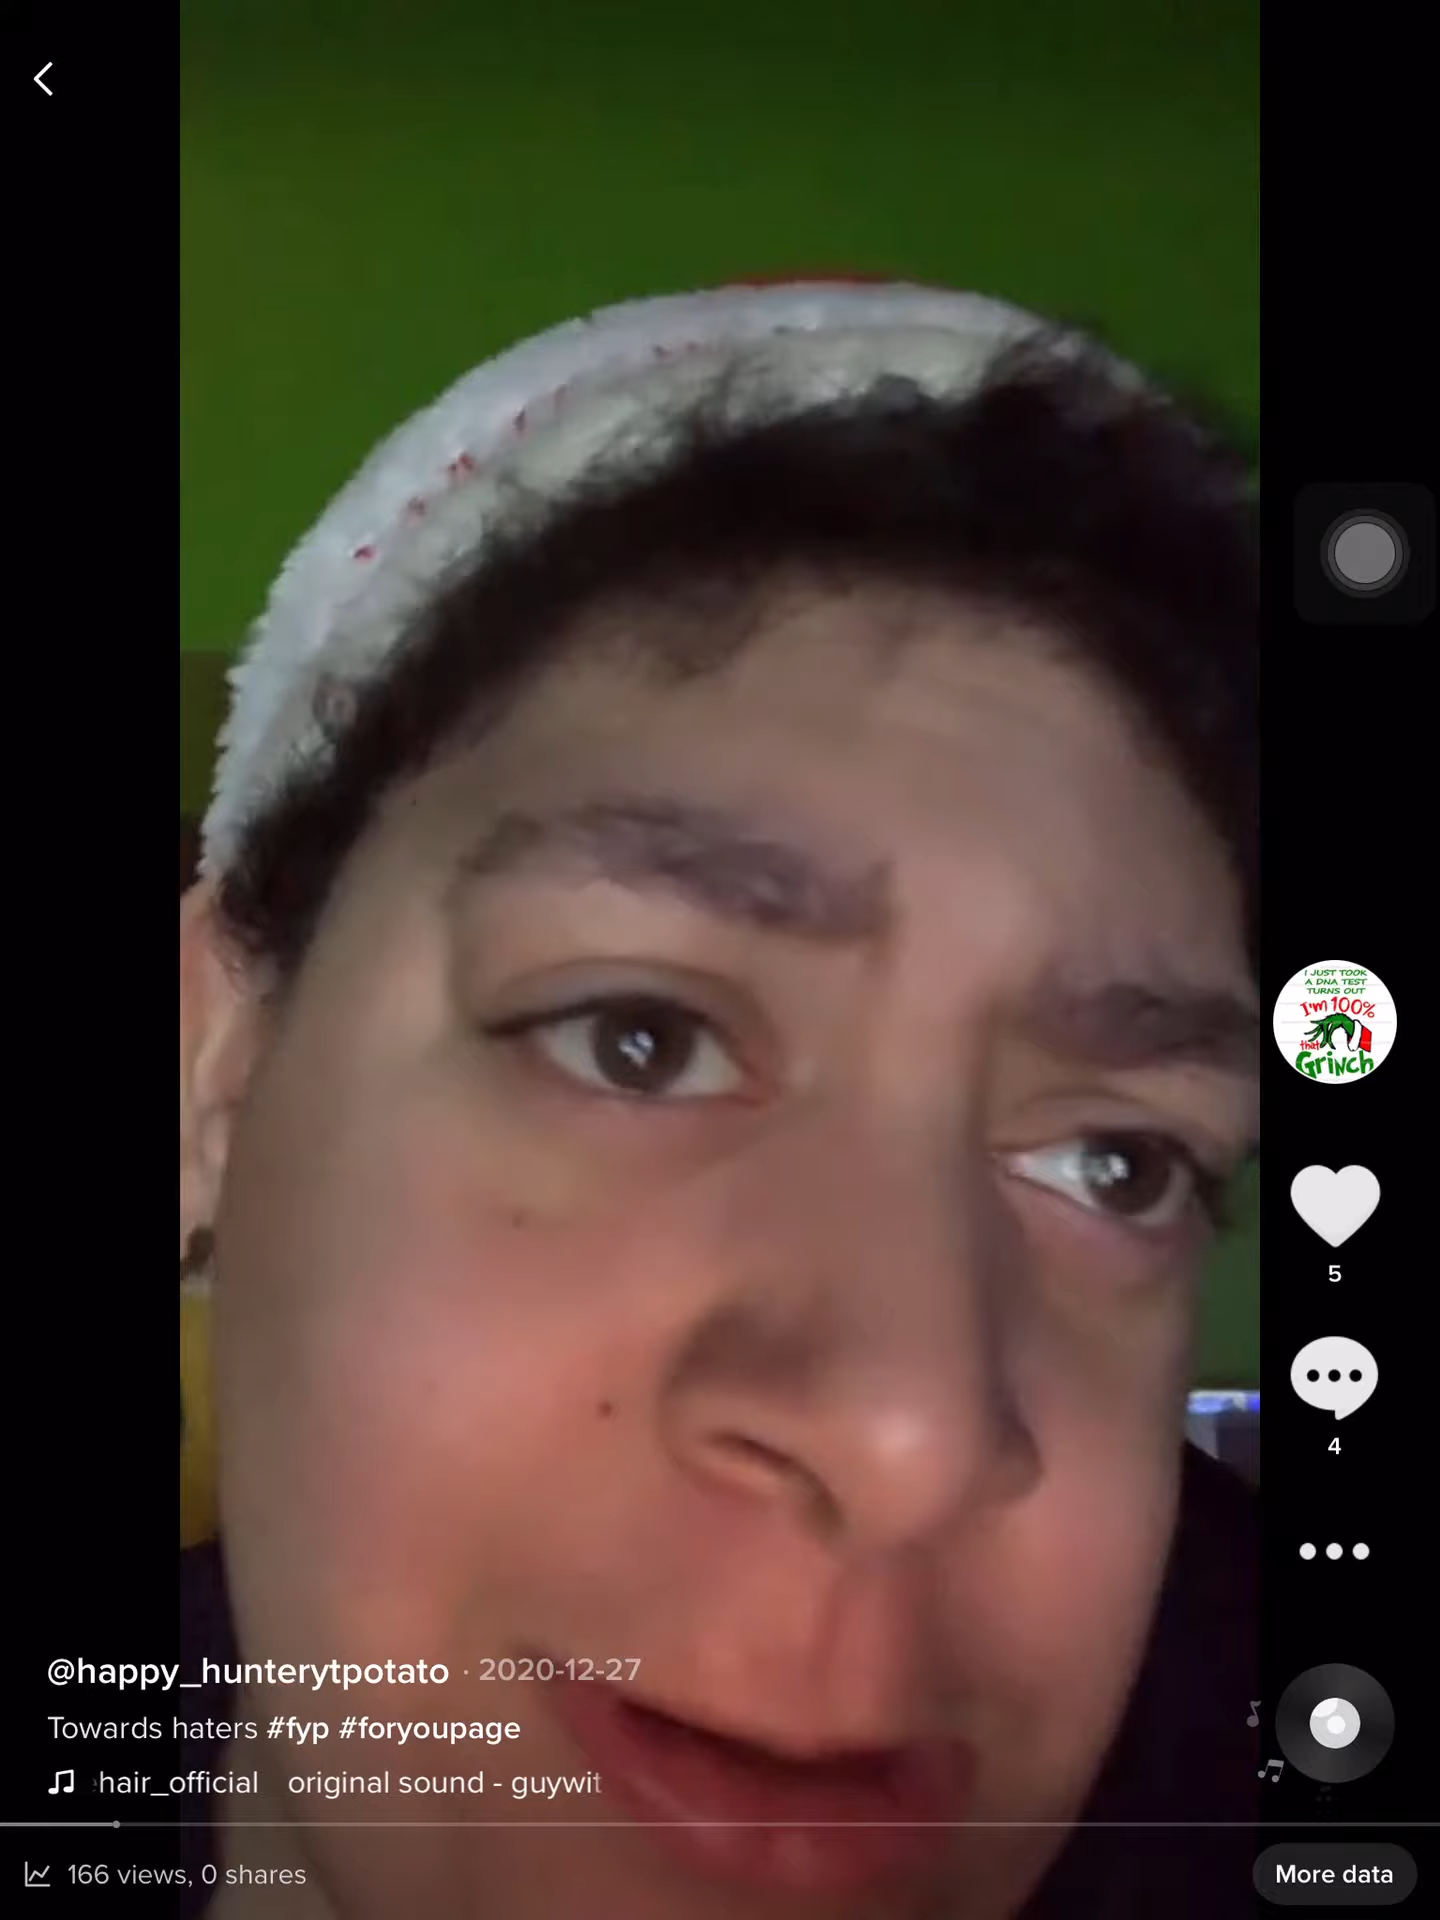 I JUST TOOK
A DNA TEST
TURNS OUT
I'm 100%
that
GRiNCH
5
4
@happy_hunterytpotato · 2020-12-27
Towards haters #fyp #foryoupage
hair_official original sound - guywit
166 views, 0 shares
More data